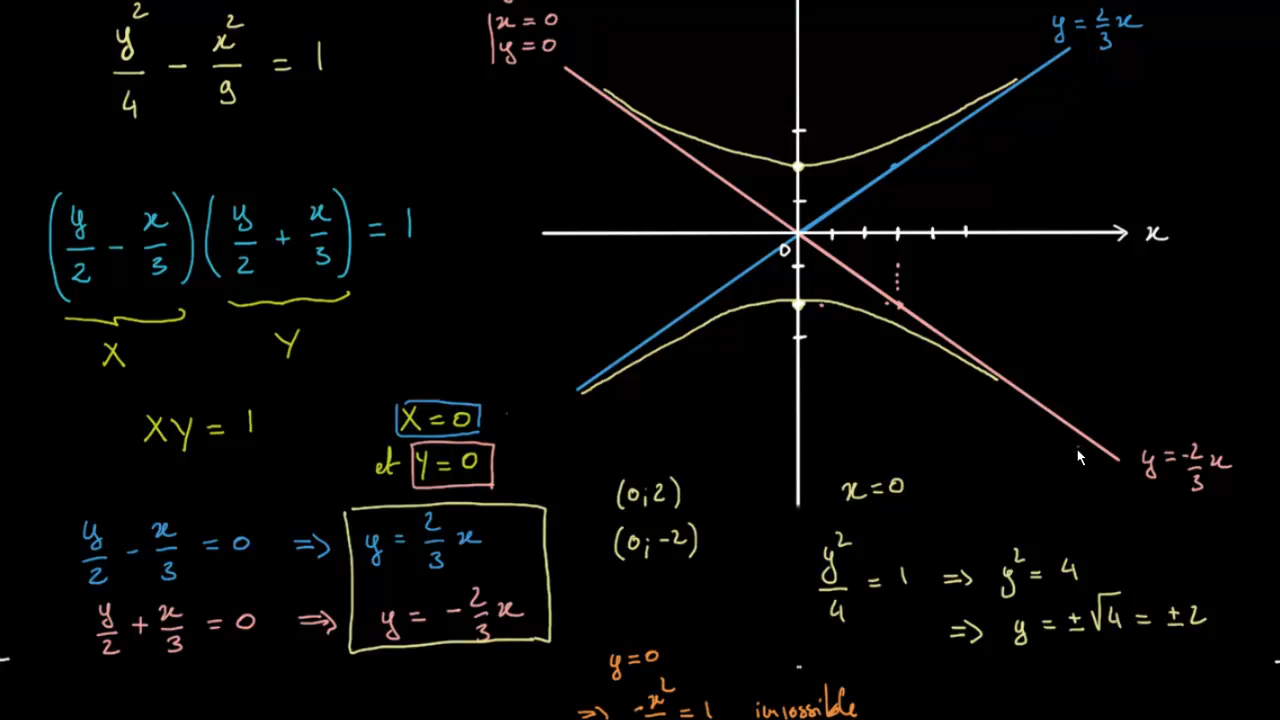 y²/4 - x²/9 = 1
(y/2 - x/3)(y/2 + x/3) = 1
X Y
XY = 1
X = 0
et Y = 0
y/2 - x/3 = 0 => y = 2/3 x
y/2 + x/3 = 0 => y = -2/3 x
x = 0
y = 0
y = 2/3 x
x
0
y = -2/3 x
(0;2)
(0;-2)
x = 0
y²/4 = 1 => y² = 4
=> y = ±√4 = ±2
y = 0
=> -x²/ = 1 impossible